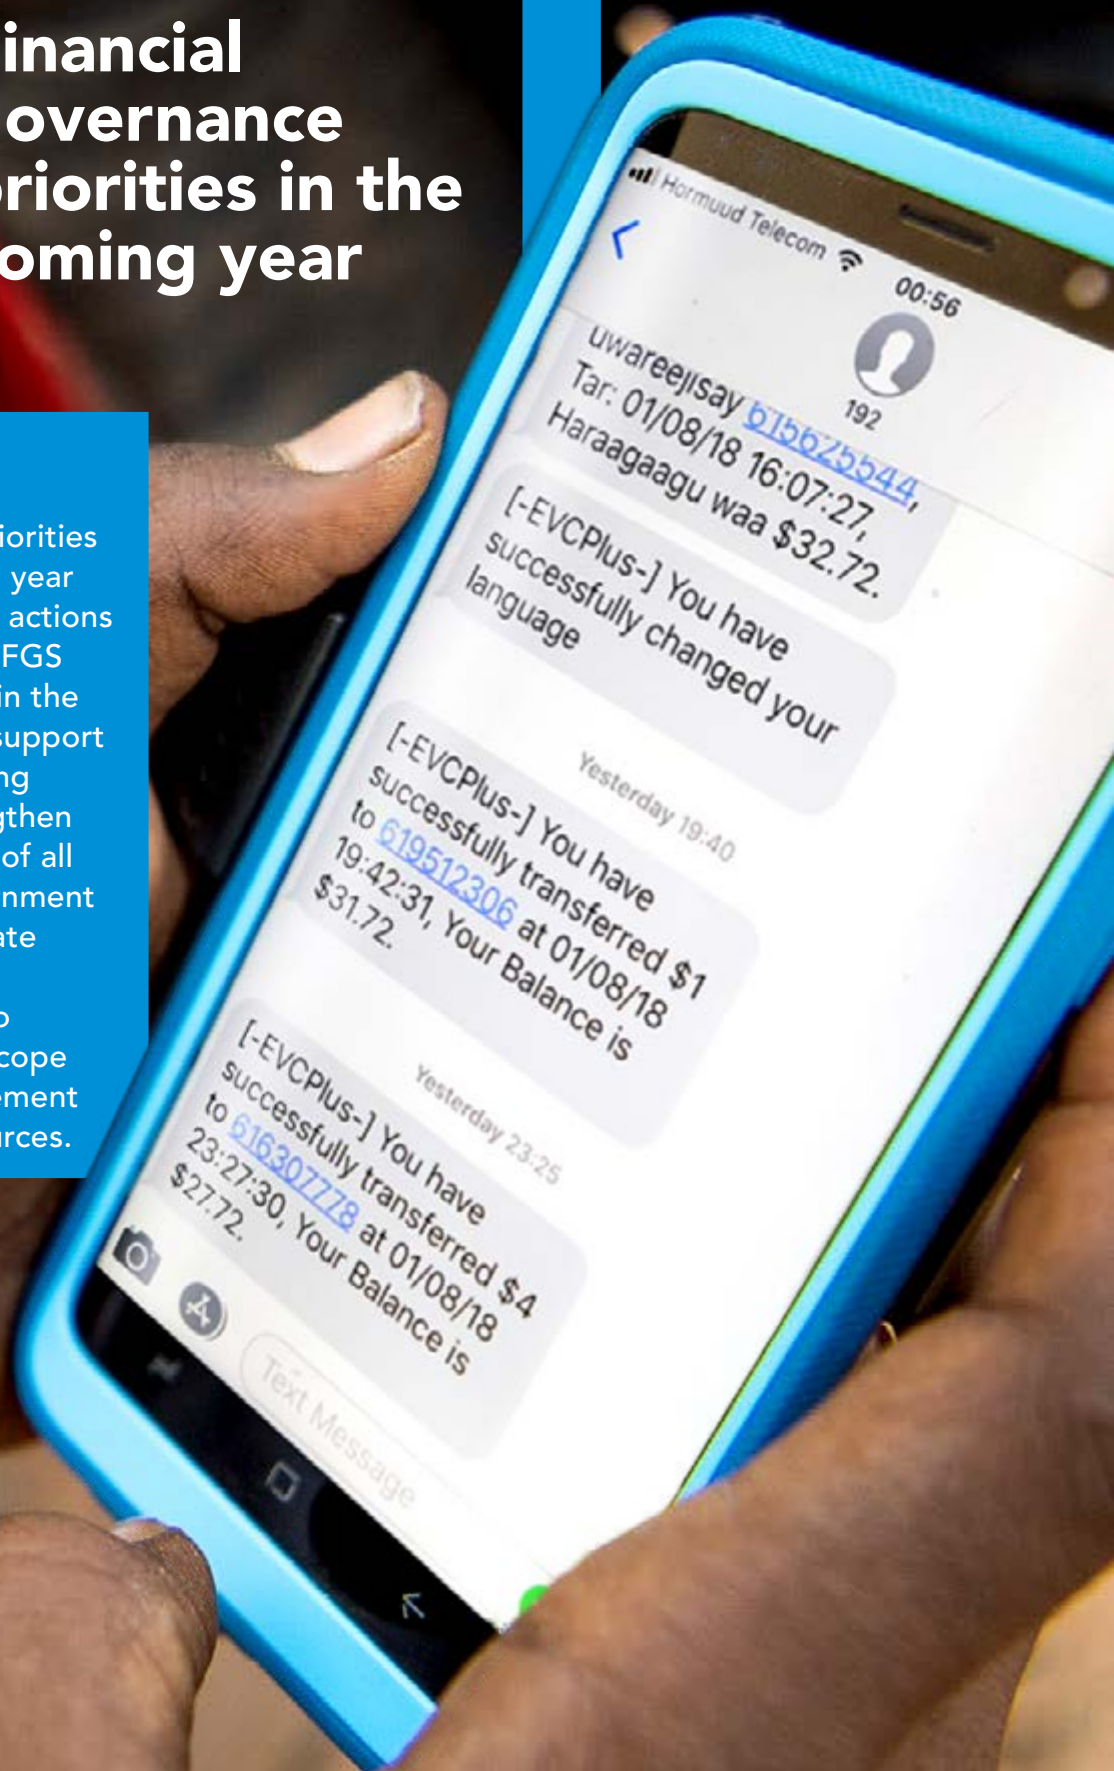 inancial
overnance
riorities in the
oming year
iorities
year
actions
FGS
in the
support
ng
gthen
of all
rnment
ate
o
cope
ement
urces.
Hormuud Telecom
00:56
192
uwareejisay 615625544,
Tar: 01/08/18 16:07:27,
Haraagaagu waa $32.72.
[-EVCPlus-] You have
successfully changed your
language
Yesterday 19:40
[-EVCPlus-] You have
successfully transferred $1
to 619512306 at 01/08/18
19:42:31, Your Balance is
$31.72.
Yesterday 23:25
[-EVCPlus-] You have
successfully transferred $4
to 616307778 at 01/08/18
23:27:30, Your Balance is
$27.72.
Text Message